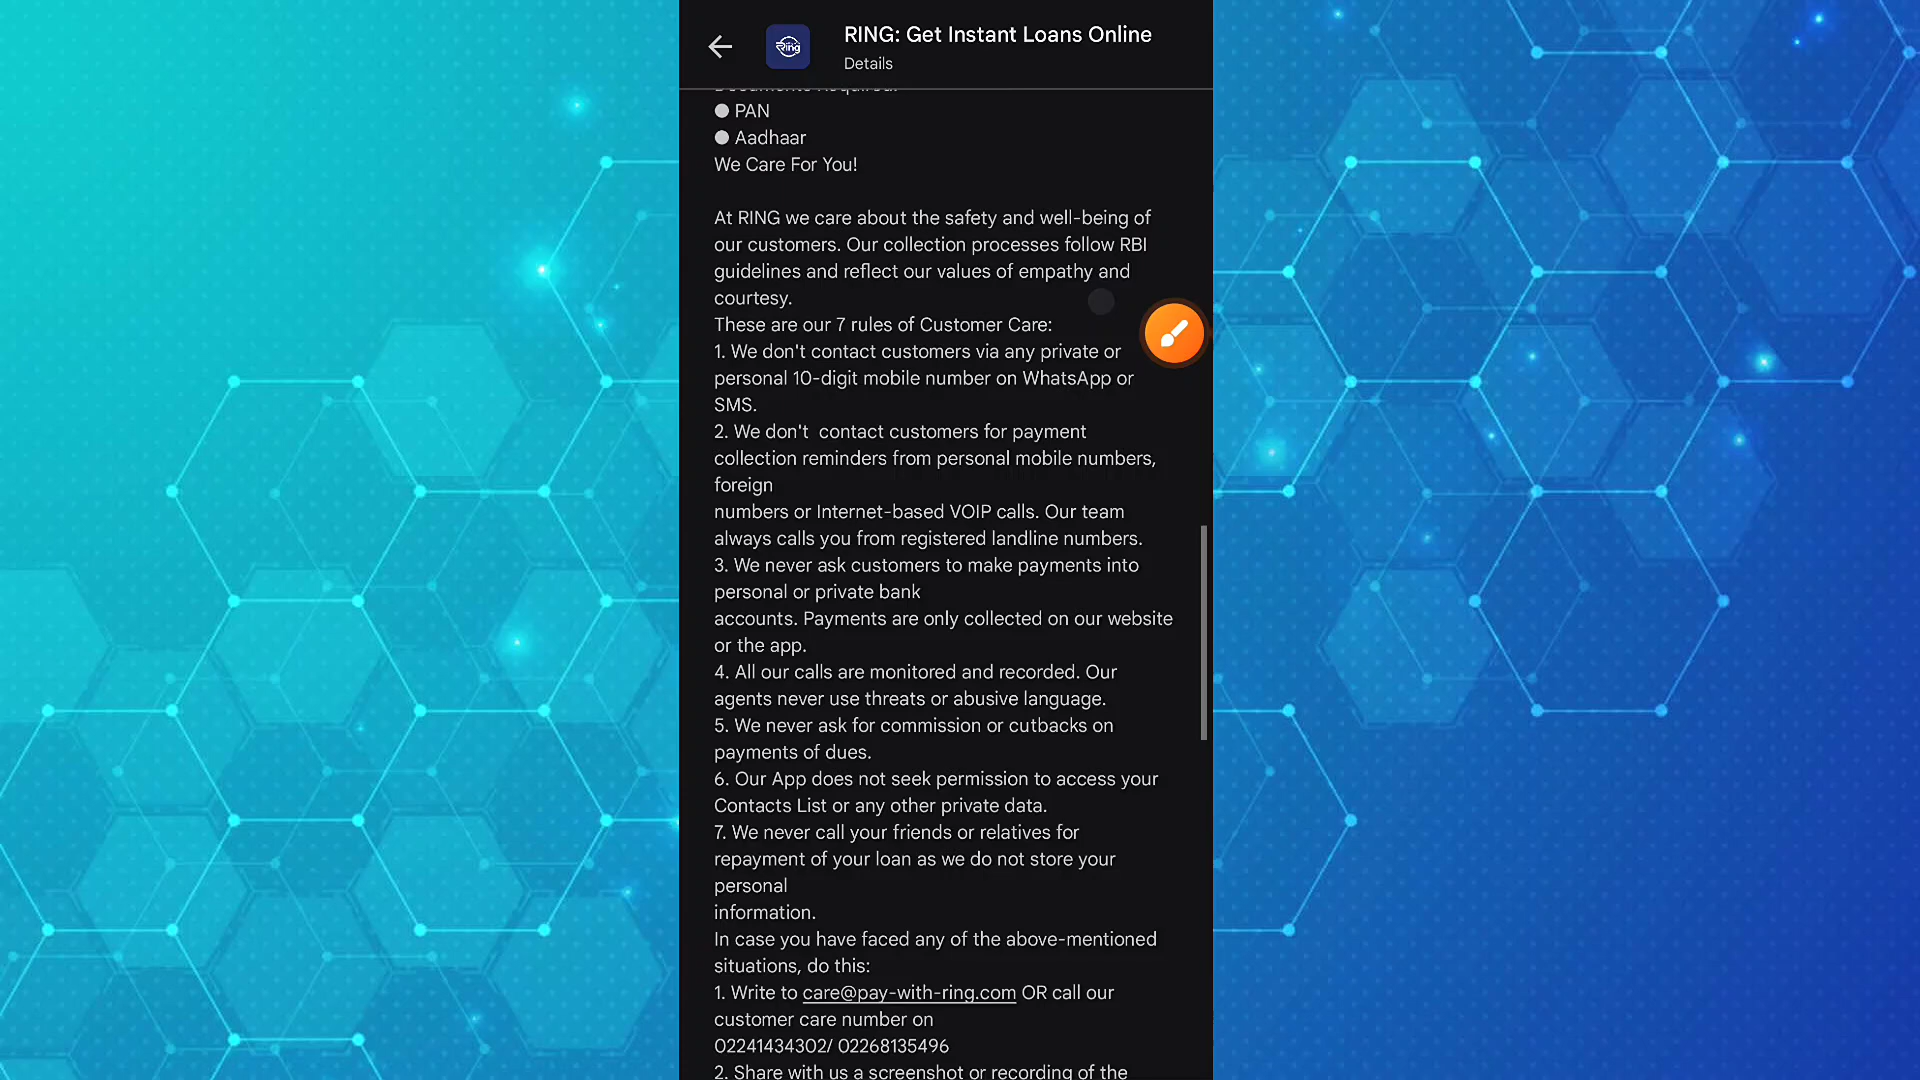 RING: Get Instant Loans Online
Ring
Details
Documents Required:
● PAN
● Aadhaar
We Care For You!
At RING we care about the safety and well-being of
our customers. Our collection processes follow RBI
guidelines and reflect our values of empathy and
courtesy.
These are our 7 rules of Customer Care:
1. We don't contact customers via any private or
personal 10-digit mobile number on WhatsApp or
SMS.
2. We don't  contact customers for payment
collection reminders from personal mobile numbers,
foreign
numbers or Internet-based VOIP calls. Our team
always calls you from registered landline numbers.
3. We never ask customers to make payments into
personal or private bank
accounts. Payments are only collected on our website
or the app.
4. All our calls are monitored and recorded. Our
agents never use threats or abusive language.
5. We never ask for commission or cutbacks on
payments of dues.
6. Our App does not seek permission to access your
Contacts List or any other private data.
7. We never call your friends or relatives for
repayment of your loan as we do not store your
personal
information.
In case you have faced any of the above-mentioned
situations, do this:
1. Write to care@pay-with-ring.com OR call our
customer care number on
02241434302/ 02268135496
2. Share with us a screenshot or recording of the